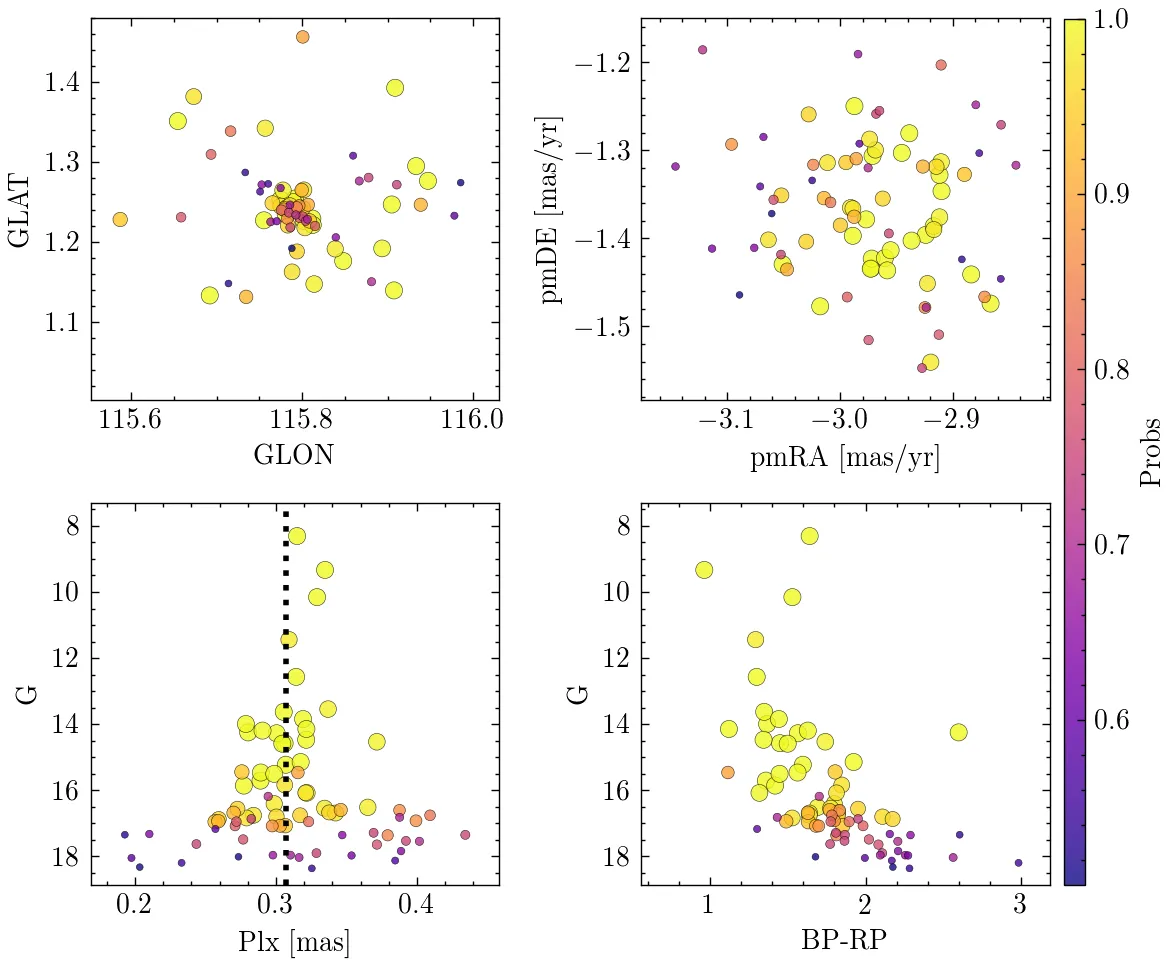 1.4
1.3
1.2
1.1
GLAT
115.6 115.8 116.0
GLON
−1.2
−1.3
−1.4
−1.5
pmDE [mas/yr]
−3.1 −3.0 −2.9
pmRA [mas/yr]
8
10
12
14
16
18
G
0.2 0.3 0.4
Plx [mas]
8
10
12
14
16
18
G
1 2 3
BP-RP
1.0
0.9
0.8
0.7
0.6
Probs